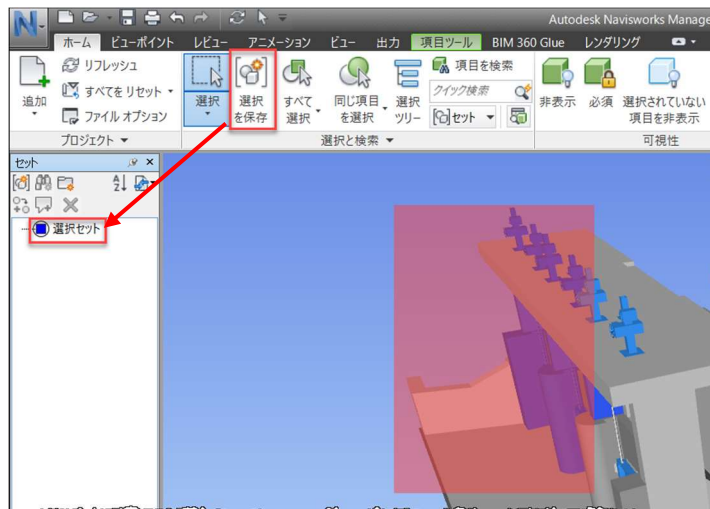 Autodesk Navisworks Manage
ホーム ビューポイント レビュー アニメーション ビュー 出力 項目ツール BIM 360 Glue レンダリング
リフレッシュ
すべてをリセット
ファイル オプション
追加
選択
選択を保存
すべて選択
同じ項目を選択
選択ツリー
項目を検索
クイック検索
セット
非表示
必須
選択されていない項目を非表示
プロジェクト 選択と検索 可視性
セット
選択セット